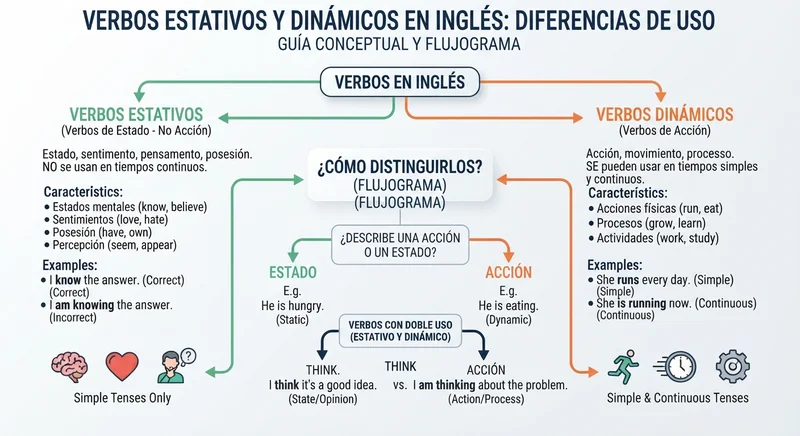 VERBOS ESTATIVOS Y DINÁMICOS EN INGLÉS: DIFERENCIAS DE USO
GUÍA CONCEPTUAL Y FLUJOGRAMA
VERBOS EN INGLÉS
VERBOS ESTATIVOS
(Verbos de Estado - No Acción)
Estado, sentimiento, pensamento, posesión.
NO se usan en tiempos continuos.
Característics:
• Estados mentales (know, believe)
• Sentimientos (love, hate)
• Posesión (have, own)
• Percepción (seem, appear)
Examples:
• I know the answer. (Correct)
(Correct)
• I am knowing the answer.
(Incorrect)
Simple Tenses Only
¿CÓMO DISTINGUIRLOS?
(FLUJOGRAMA)
(FLUJOGRAMA)
¿DESCRIBE UNA ACCIÓN
O UN ESTADO?
ESTADO
E.g.
He is hungry.
(Static)
ACCIÓN
E.g.
He is eating.
(Dynamic)
VERBOS CON DOBLE USO
(ESTATIVO Y DINÁMICO)
THINK.
I think it's a good idea.
(State/Opinion)
THINK
vs.
ACCIÓN
I am thinking about the problem.
(Action/Process)
VERBOS DINÁMICOS
(Verbos de Acción)
Acción, movimiento, proceso.
SE pueden usar en tiempos simples
y continuos.
Característics:
• Acciones físicas (run, eat)
• Procesos (grow, learn)
• Actividades (work, study)
Examples:
• She runs every day. (Simple)
(Simple)
• She is running now. (Continuous)
(Continuous)
Simple & Continuous Tenses